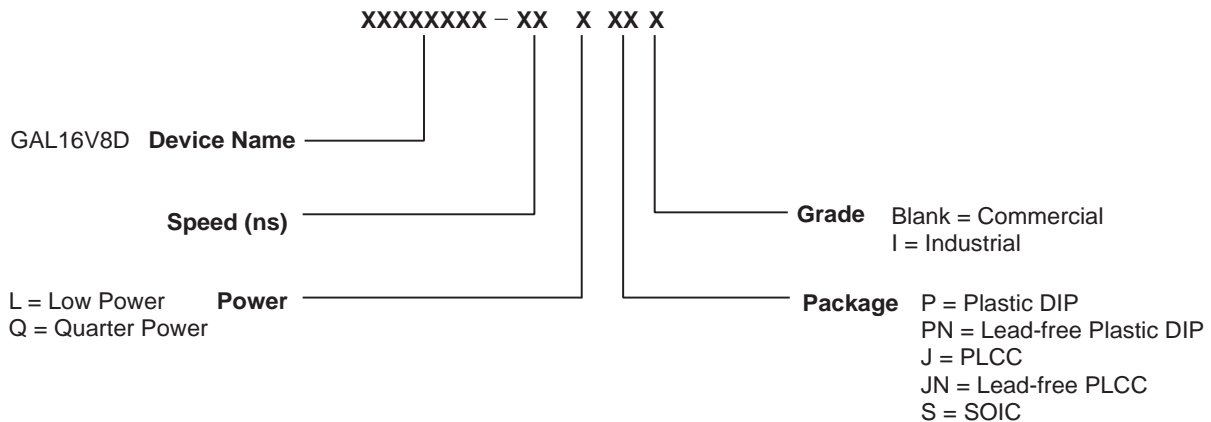 XXXXXXXX – XX X XX X
GAL16V8D Device Name
Speed (ns)
Grade Blank = Commercial
I = Industrial
L = Low Power Power
Q = Quarter Power
Package P = Plastic DIP
PN = Lead-free Plastic DIP
J = PLCC
JN = Lead-free PLCC
S = SOIC